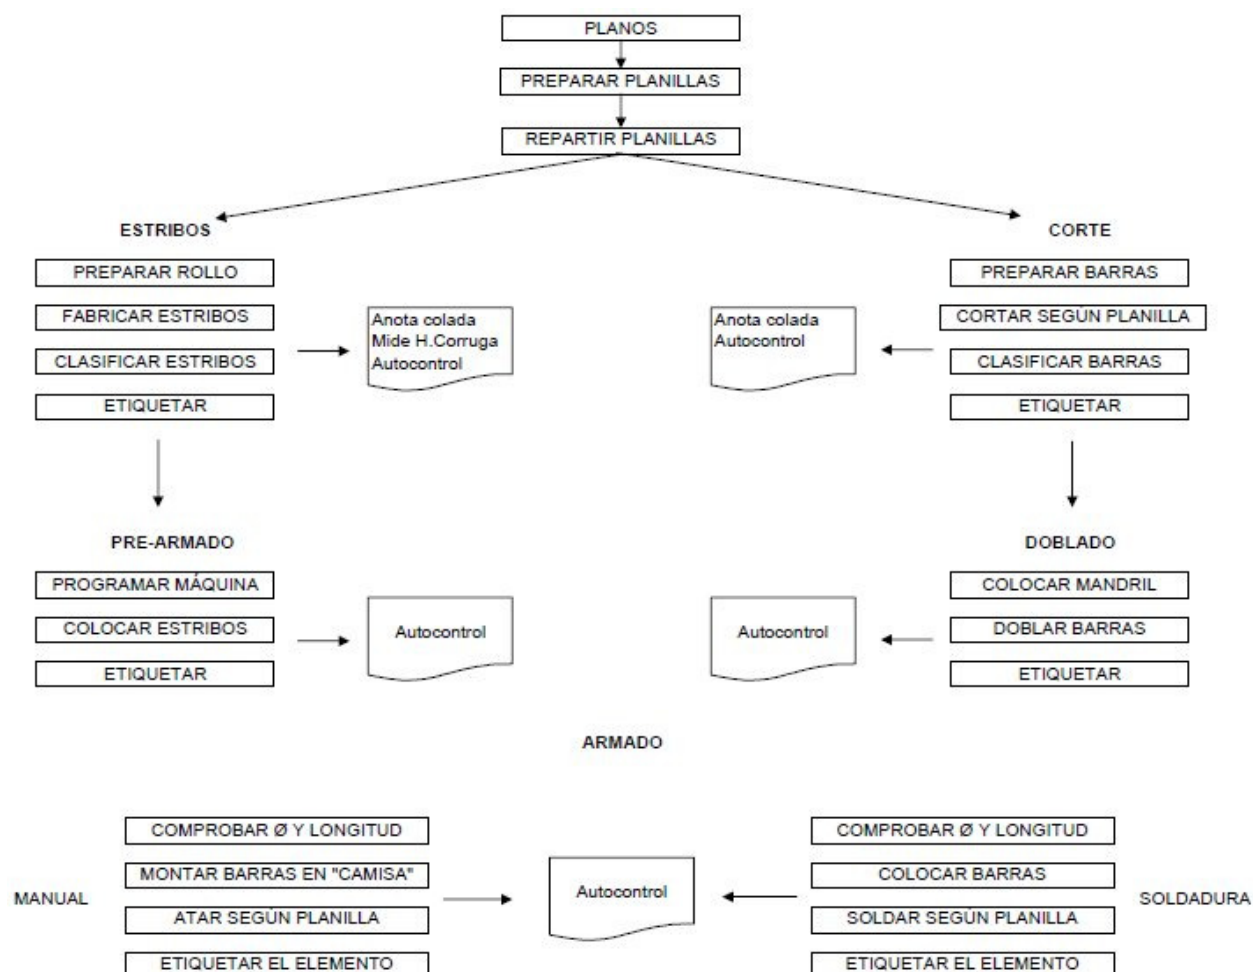 PLANOS
PREPARAR PLANILLAS
REPARTIR PLANILLAS
ESTRIBOS
PREPARAR ROLLO
FABRICAR ESTRIBOS
CLASIFICAR ESTRIBOS
ETIQUETAR
Anota colada
Mide H.Corruga
Autocontrol
CORTE
PREPARAR BARRAS
CORTAR SEGÚN PLANILLA
CLASIFICAR BARRAS
ETIQUETAR
Anota colada
Autocontrol
PRE-ARMADO
PROGRAMAR MÁQUINA
COLOCAR ESTRIBOS
ETIQUETAR
Autocontrol
DOBLADO
COLOCAR MANDRIL
DOBLAR BARRAS
ETIQUETAR
Autocontrol
ARMADO
MANUAL
COMPROBAR Ø Y LONGITUD
MONTAR BARRAS EN "CAMISA"
ATAR SEGÚN PLANILLA
ETIQUETAR EL ELEMENTO
Autocontrol
COMPROBAR Ø Y LONGITUD
COLOCAR BARRAS
SOLDAR SEGÚN PLANILLA
ETIQUETAR EL ELEMENTO
SOLDADURA